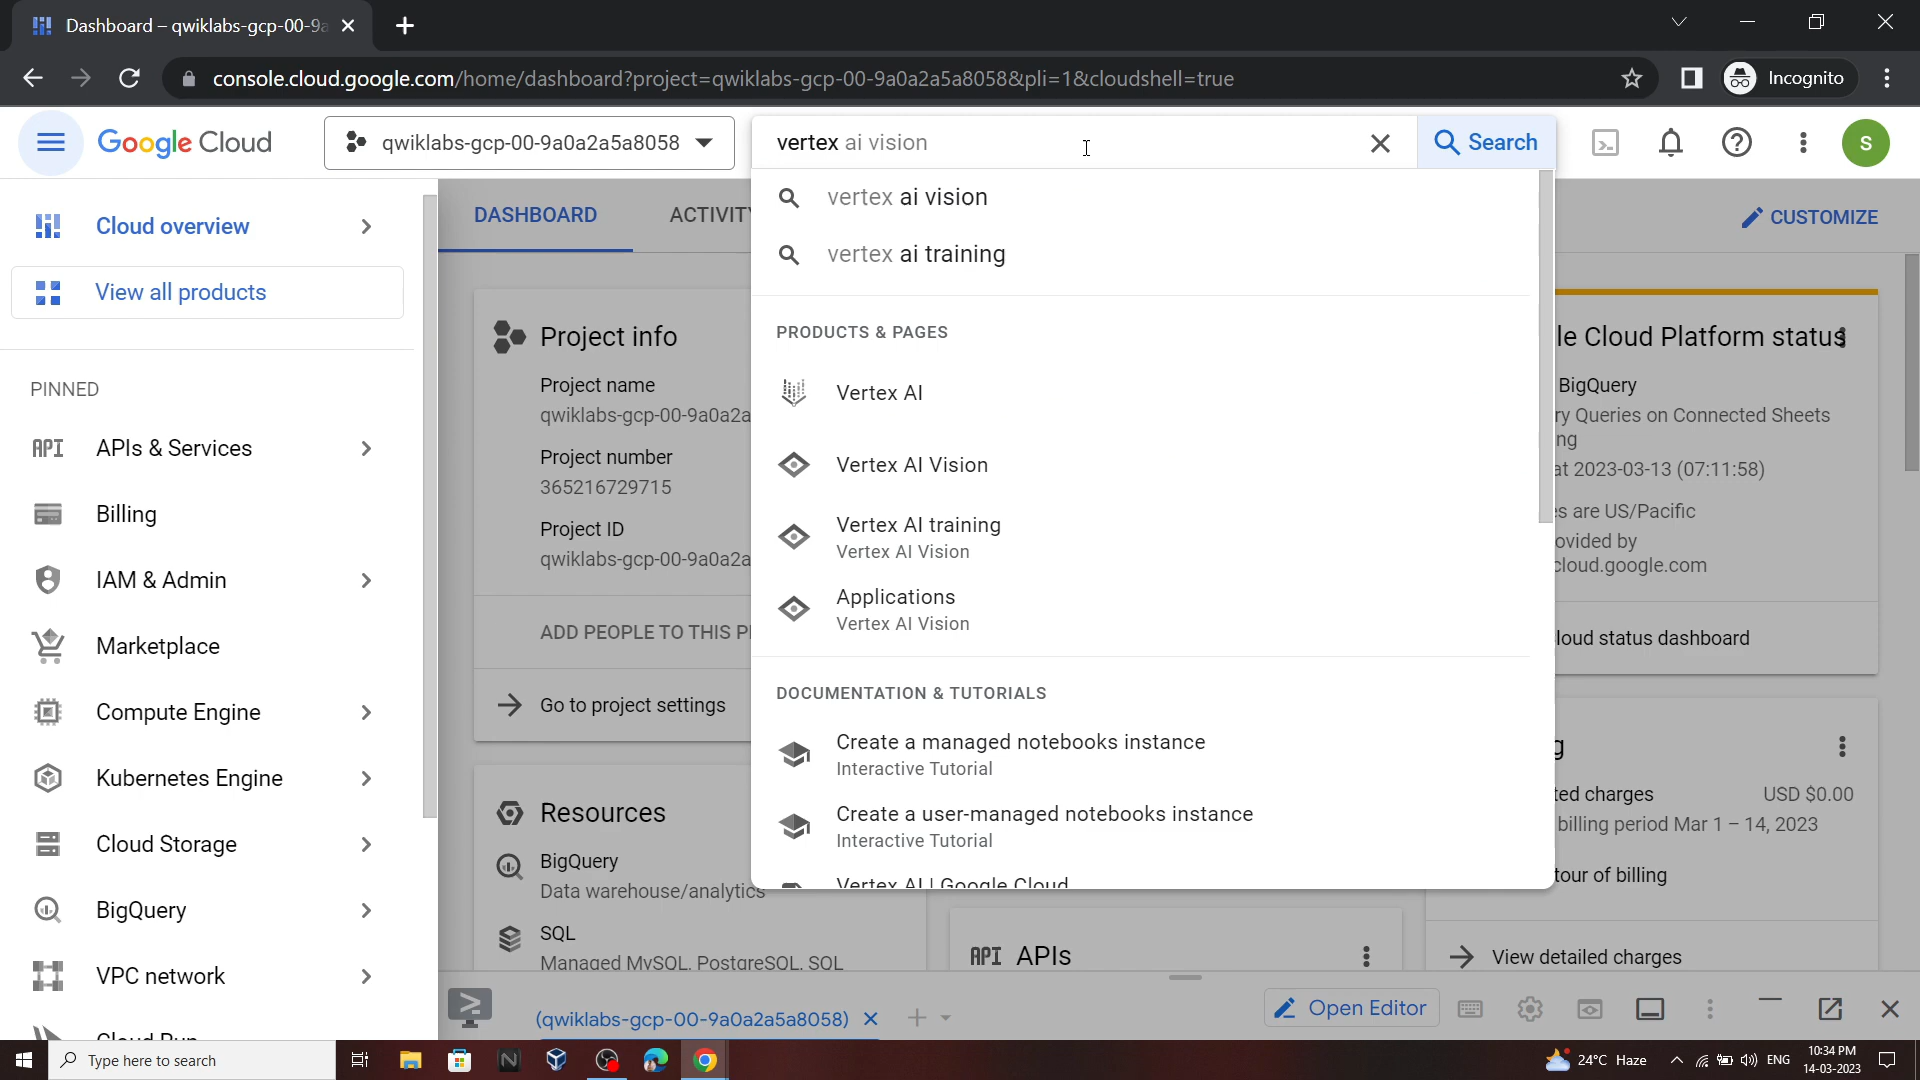 Dashboard – qwiklabs-gcp-00-9a
console.cloud.google.com/home/dashboard?project=qwiklabs-gcp-00-9a0a2a5a8058&pli=1&cloudshell=true
Incognito
Google Cloud
qwiklabs-gcp-00-9a0a2a5a8058
vertex ai vision
Search
S
Cloud overview
View all products
PINNED
API APIs & Services
Billing
IAM & Admin
Marketplace
Compute Engine
Kubernetes Engine
Cloud Storage
BigQuery
VPC network
Cloud Run
DASHBOARD
ACTIVITY
CUSTOMIZE
Project info
Project name
qwiklabs-gcp-00-9a0a2a
Project number
365216729715
Project ID
qwiklabs-gcp-00-9a0a2a
ADD PEOPLE TO THIS P
Go to project settings
Resources
BigQuery
Data warehouse/analytics
SQL
Managed MySQL, PostgreSQL, SQL
vertex ai vision
vertex ai training
PRODUCTS & PAGES
Vertex AI
Vertex AI Vision
Vertex AI training
Vertex AI Vision
Applications
Vertex AI Vision
DOCUMENTATION & TUTORIALS
Create a managed notebooks instance
Interactive Tutorial
Create a user-managed notebooks instance
Interactive Tutorial
Vertex AI | Google Cloud
API APIs
le Cloud Platform status
BigQuery
ry Queries on Connected Sheets
ng
at 2023-03-13 (07:11:58)
es are US/Pacific
ovided by
cloud.google.com
loud status dashboard
g
ted charges USD $0.00
billing period Mar 1 – 14, 2023
tour of billing
View detailed charges
(qwiklabs-gcp-00-9a0a2a5a8058)
Open Editor
Type here to search
24°C Haze
ENG
10:34 PM
14-03-2023